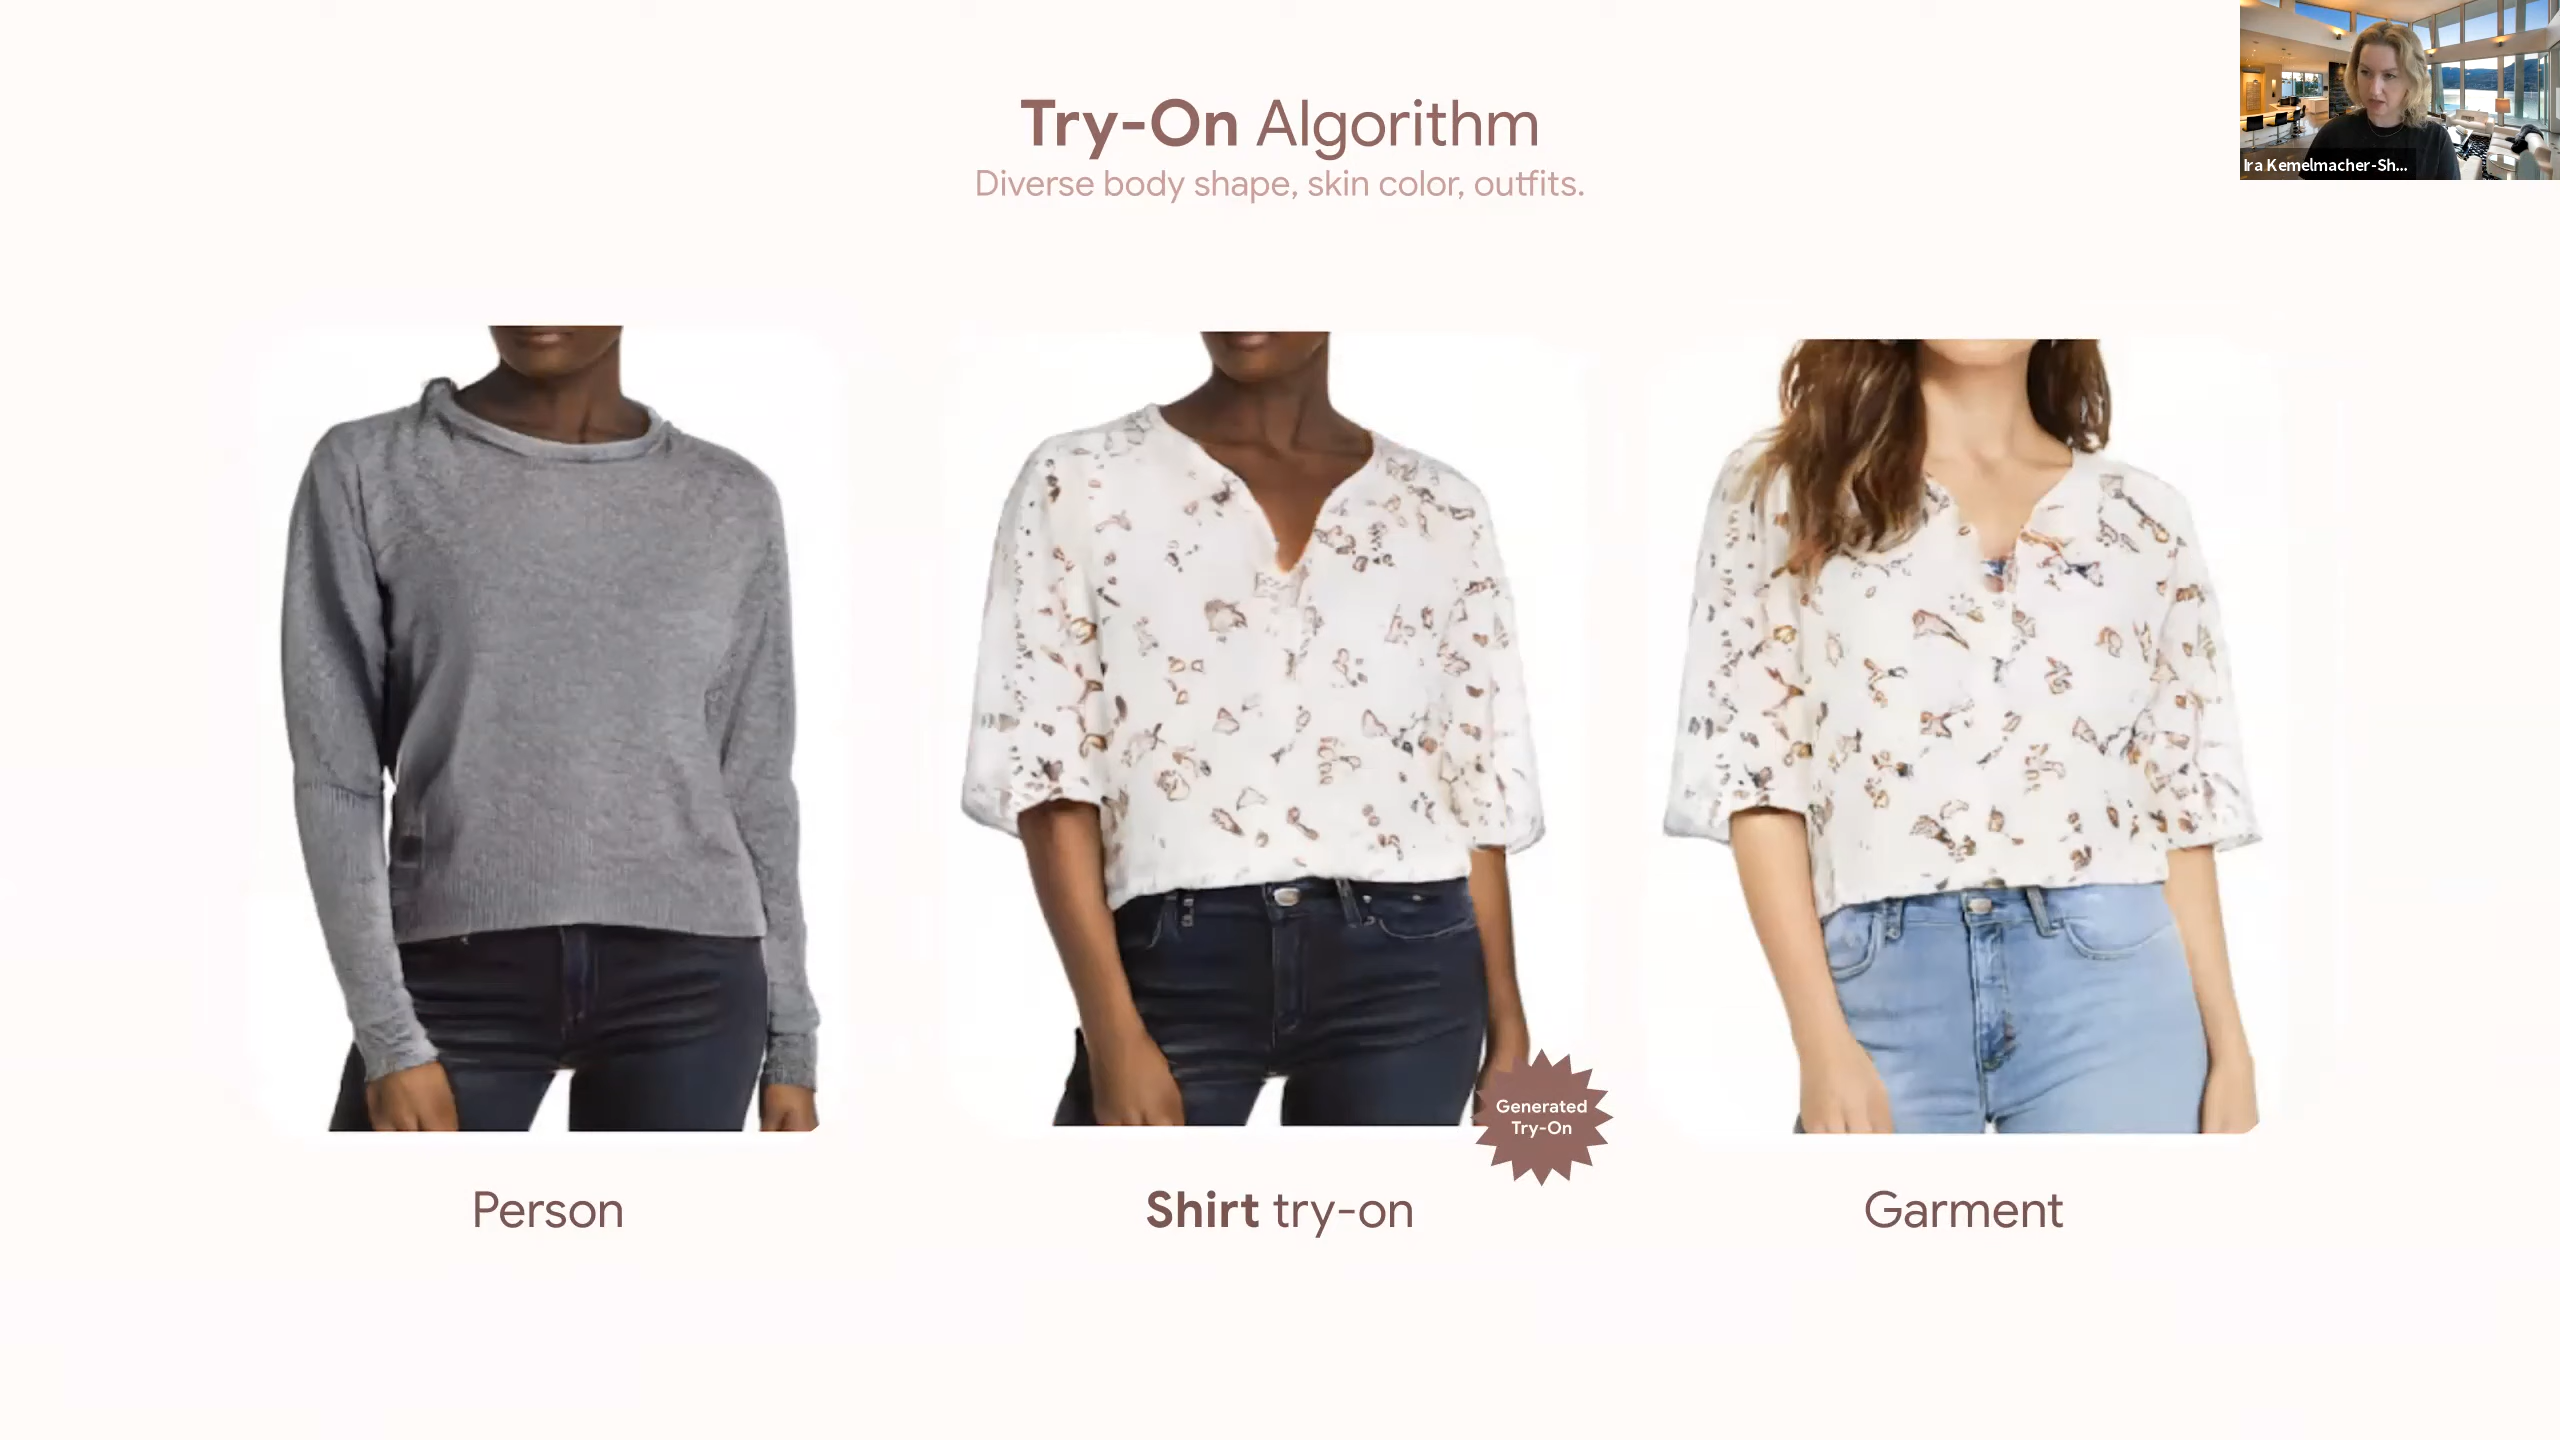 Try-On Algorithm
Diverse body shape, skin color, outfits.
Ira Kemelmacher-Sh...
Generated
Try-On
Person
Shirt try-on
Garment